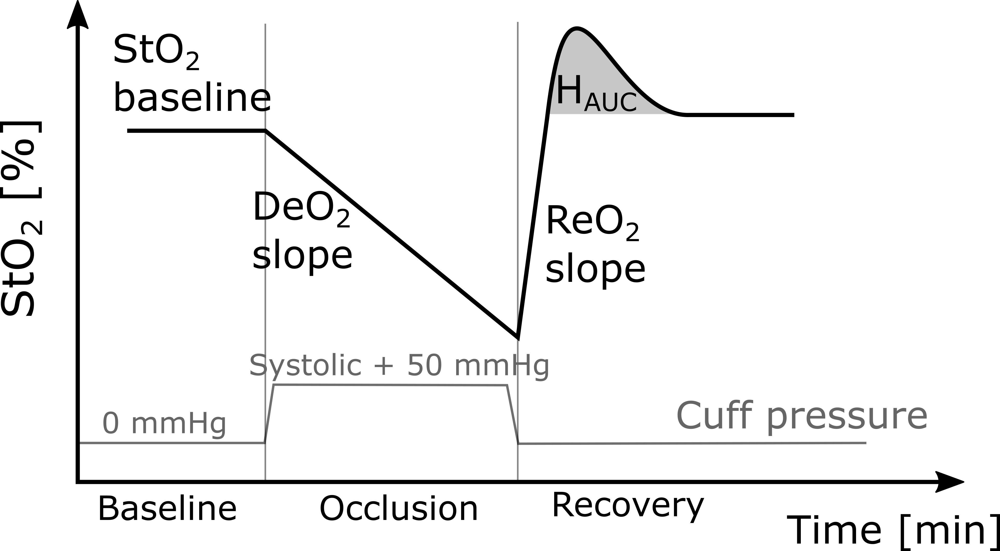 StO₂
baseline
StO₂ [%]
H_AUC
DeO₂
slope
ReO₂
slope
Systolic + 50 mmHg
0 mmHg
Cuff pressure
Baseline
Occlusion
Recovery
Time [min]